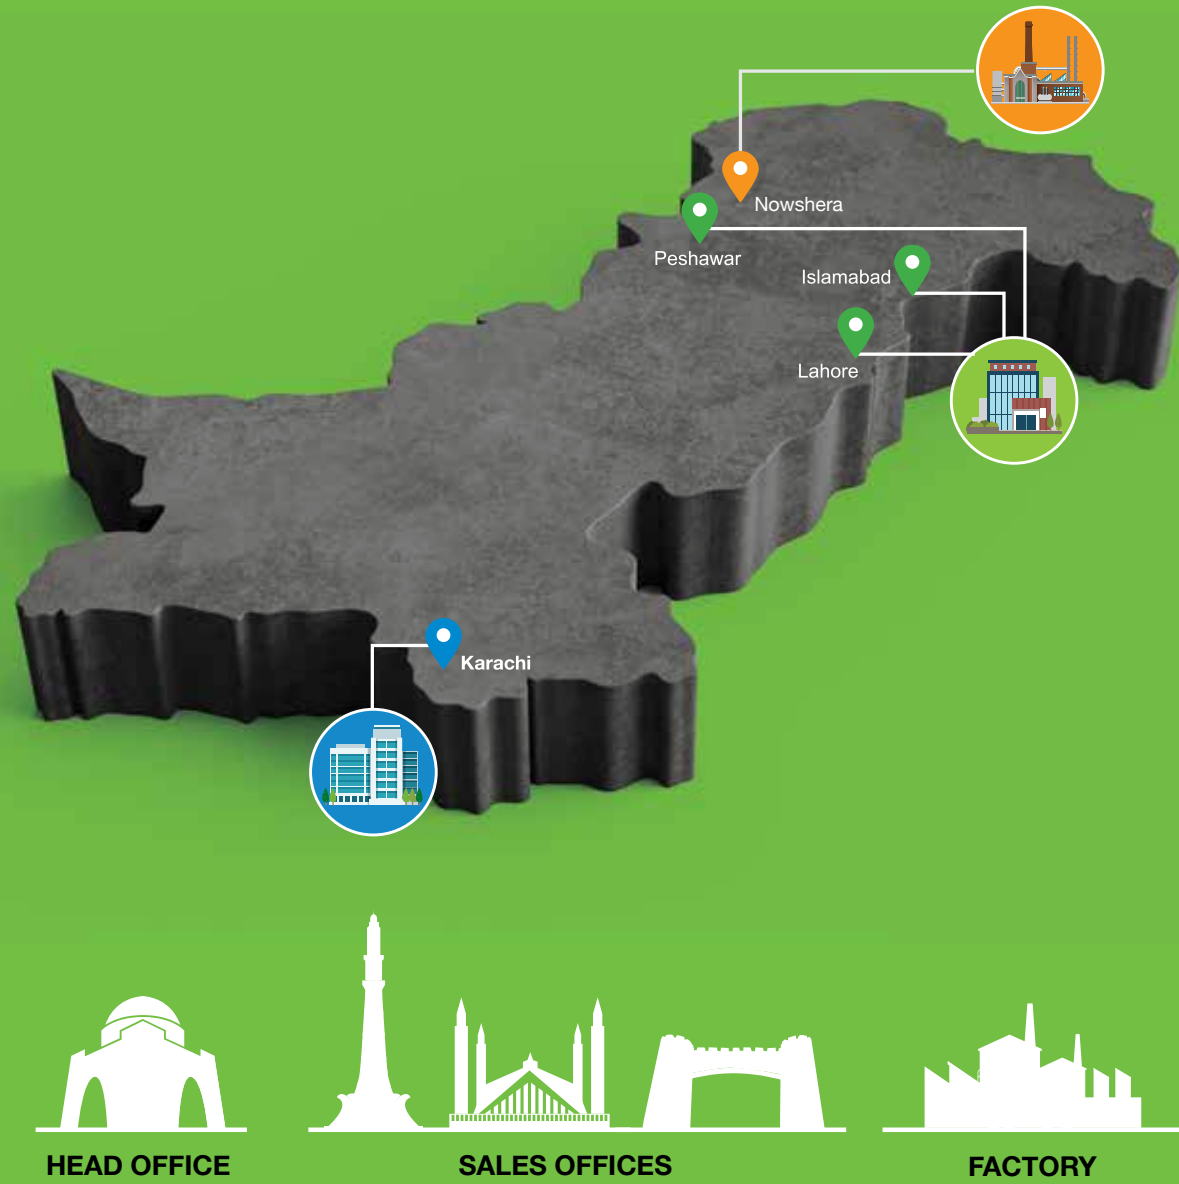 Nowshera
Peshawar
Islamabad
Lahore
Karachi
HEAD OFFICE
SALES OFFICES
FACTORY